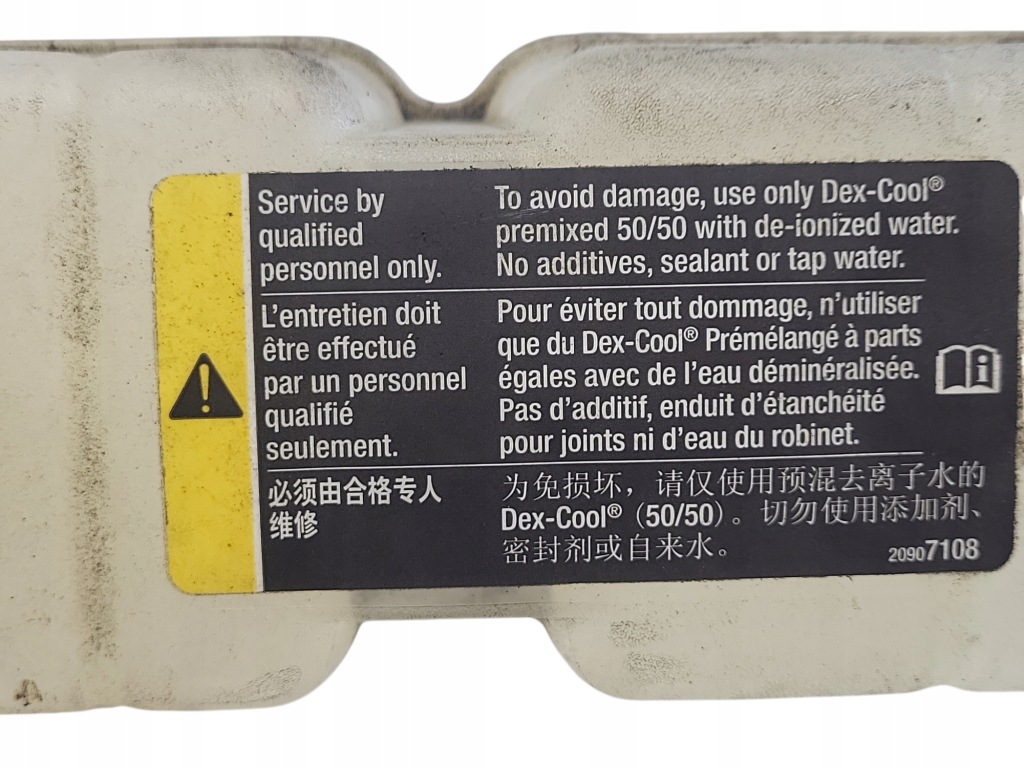 Service by
qualified
personnel only.
To avoid damage, use only Dex-Cool®
premixed 50/50 with de-ionized water.
No additives, sealant or tap water.
L'entretien doit
être effectué
par un personnel
qualifié
seulement.
Pour éviter tout dommage, n'utiliser
que du Dex-Cool® Prémélangé à parts
égales avec de l'eau déminéralisée.
Pas d'additif, enduit d'étanchéité
pour joints ni d'eau du robinet.
必须由合格专人
维修
为免损坏，请仅使用预混去离子水的
Dex-Cool®（50/50）。切勿使用添加剂、
密封剂或自来水。
20907108